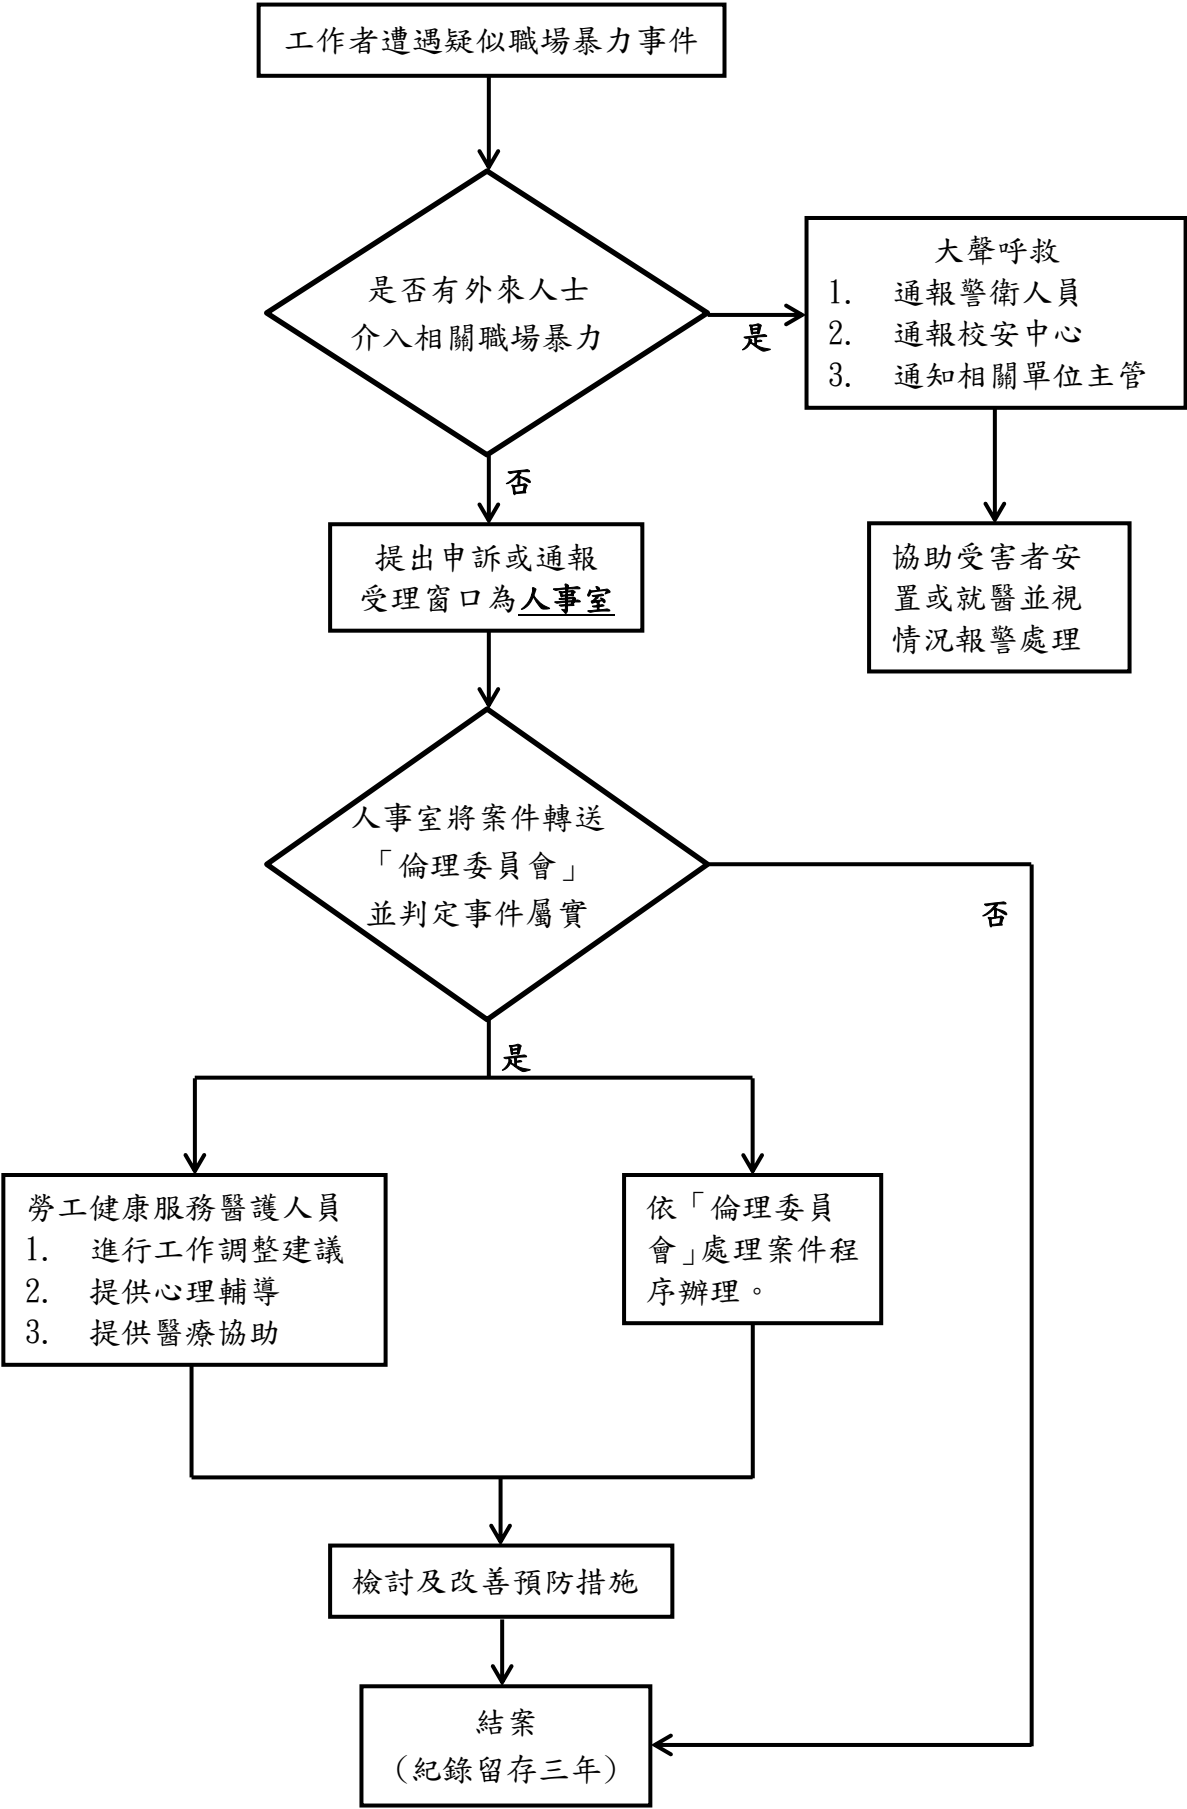 工作者遭遇疑似職場暴力事件
是否有外來人士
介入相關職場暴力
是
大聲呼救
1. 通報警衛人員
2. 通報校安中心
3. 通知相關單位主管
否
提出申訴或通報
受理窗口為人事室
協助受害者安
置或就醫並視
情況報警處理
人事室將案件轉送
「倫理委員會」
並判定事件屬實
否
是
勞工健康服務醫護人員
1. 進行工作調整建議
2. 提供心理輔導
3. 提供醫療協助
依「倫理委員
會」處理案件程
序辦理。
檢討及改善預防措施
結案
(紀錄留存三年)